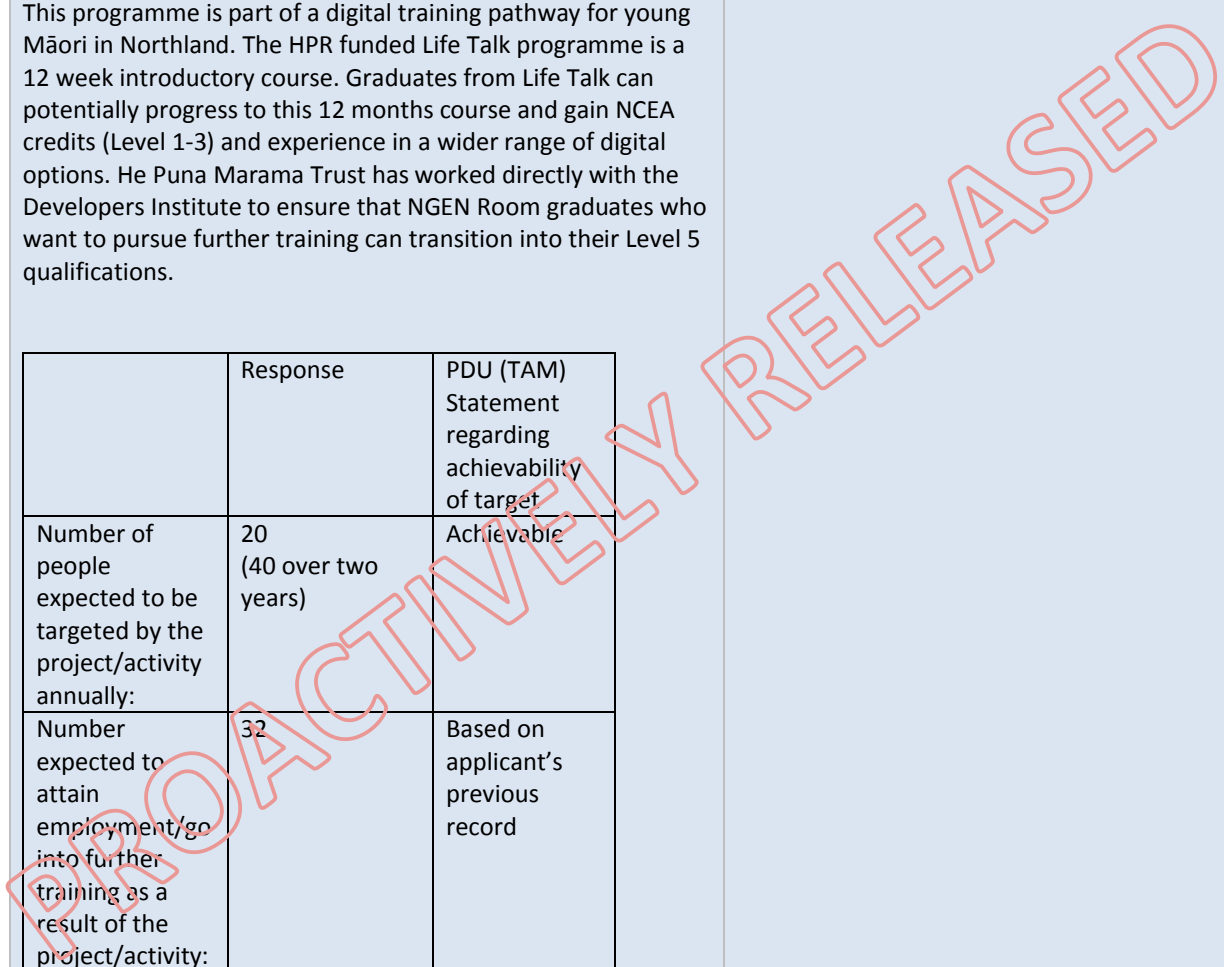 This programme is part of a digital training pathway for young
Māori in Northland. The HPR funded Life Talk programme is a
12 week introductory course. Graduates from Life Talk can
potentially progress to this 12 months course and gain NCEA
credits (Level 1-3) and experience in a wider range of digital
options. He Puna Marama Trust has worked directly with the
Developers Institute to ensure that NGEN Room graduates who
want to pursue further training can transition into their Level 5
qualifications.
Response
PDU (TAM)
Statement
regarding
achievability
of target
Number of
people
expected to be
targeted by the
project/activity
annually:
20
(40 over two
years)
Achievable
Number
expected to
attain
employment/go
into further
training as a
result of the
project/activity:
32
Based on
applicant’s
previous
record
PROACTIVELY RELEASED